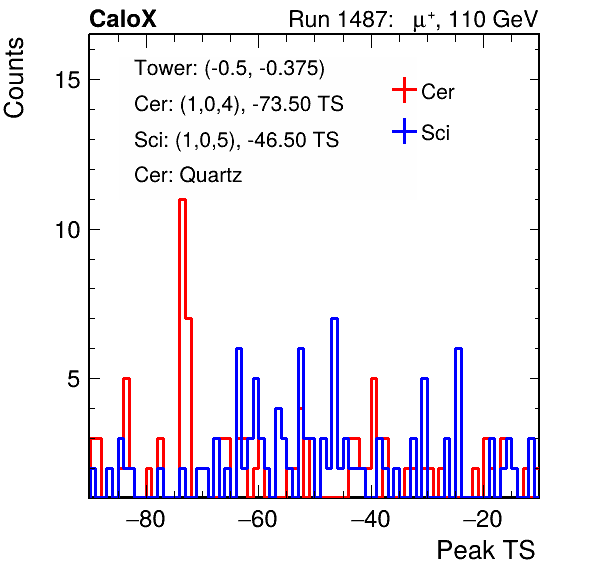 CaloX Run 1487: μ⁺, 110 GeV
Counts
Tower: (-0.5, -0.375)
Cer: (1,0,4), -73.50 TS
Sci: (1,0,5), -46.50 TS
Cer: Quartz
Cer
Sci
15
10
5
−80 −60 −40 −20
Peak TS